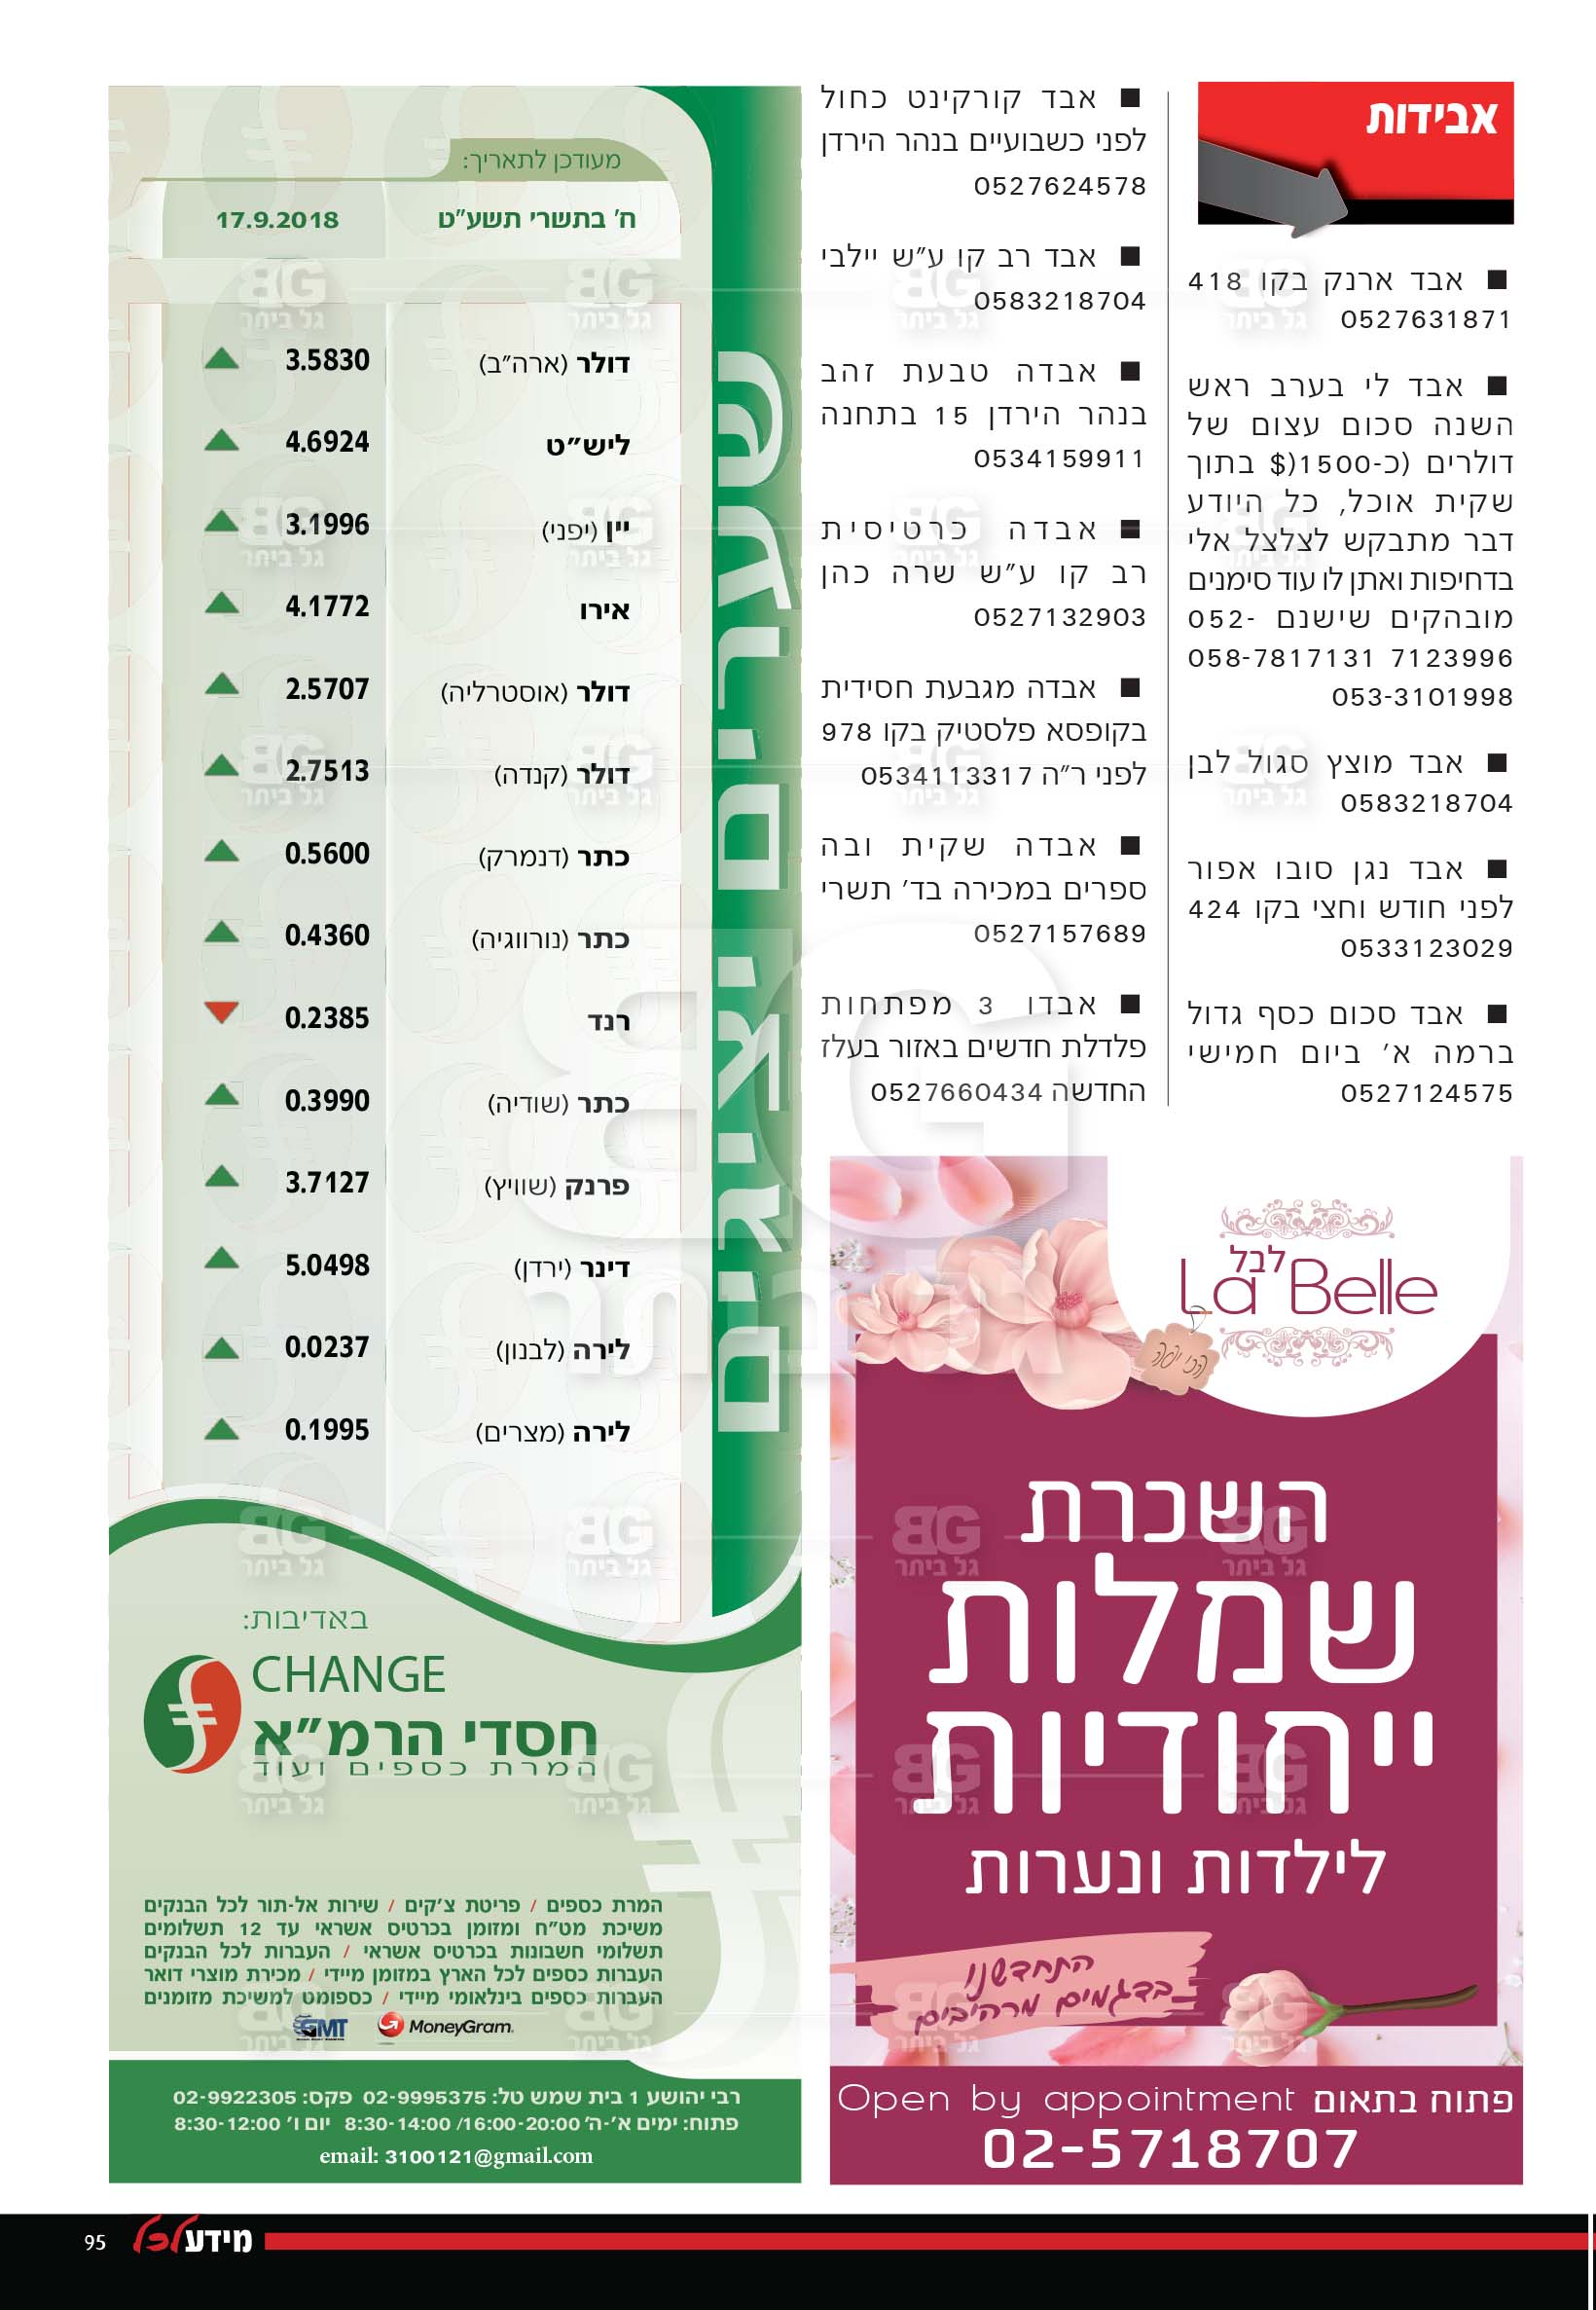 אבידות
■ אבד ארנק בקו 418
0527631871
■ אבד לי בערב ראש
השנה סכום עצום של
דולרים (כ-1500($ בתוך
שקית אוכל, כל היודע
דבר מתבקש לצלצל אלי
בדחיפות ואתן לו עוד סימנים
מובהקים שישנם 052-
7123996 058-7817131
053-3101998
■ אבד מוצץ סגול לבן
0583218704
■ אבד נגן סובו אפור
לפני חודש וחצי בקו 424
0533123029
■ אבד סכום כסף גדול
ברמה א' ביום חמישי
0527124575
■ אבד קורקינט כחול
לפני כשבועיים בנהר הירדן
0527624578
■ אבד רב קו ע"ש יילבי
0583218704
■ אבדה טבעת זהב
בנהר הירדן 15 בתחנה
0534159911
■ אבדה כרטיסית
רב קו ע"ש שרה כהן
0527132903
■ אבדה מגבעת חסידית
בקופסא פלסטיק בקו 978
לפני ר"ה 0534113317
■ אבדה שקית ובה
ספרים במכירה בד' תשרי
0527157689
■ אבדו 3 מפתחות
פלדלת חדשים באזור בעלז
החדשה 0527660434
שערים יציגים
מעודכן לתאריך:
ח' בתשרי תשע"ט 17.9.2018
דולר (ארה"ב) 3.5830
ליש"ט 4.6924
יין (יפני) 3.1996
אירו 4.1772
דולר (אוסטרליה) 2.5707
דולר (קנדה) 2.7513
כתר (דנמרק) 0.5600
כתר (נורווגיה) 0.4360
רנד 0.2385
כתר (שודיה) 0.3990
פרנק (שוויץ) 3.7127
דינר (ירדן) 5.0498
לירה (לבנון) 0.0237
לירה (מצרים) 0.1995
באדיבות:
CHANGE
חסדי הרמ"א
המרת כספים ועוד
המרת כספים / פריטת צ'קים / שירות אל-תור לכל הבנקים
משיכת מט"ח ומזומן בכרטיס אשראי עד 12 תשלומים
תשלומי חשבונות בכרטיס אשראי / העברות לכל הבנקים
העברות כספים לכל הארץ במזומן מיידי / מכירת מוצרי דואר
העברות כספים בינלאומי מיידי / כספומט למשיכת מזומנים
GMT MoneyGram.
רבי יהושע 1 בית שמש טל: 02-9995375 פקס: 02-9922305
פתוח: ימים א'-ה' 16:00-20:00 /8:30-14:00 יום ו' 8:30-12:00
email: 3100121@gmail.com
לבל
La Belle
הכי יפה
השכרת
שמלות
ייחודיות
לילדות ונערות
התחדשנו
בדגמים מרהיבים
פתוח בתאום Open by appointment
02-5718707
BG
גל ביתר
מידע לכל
95